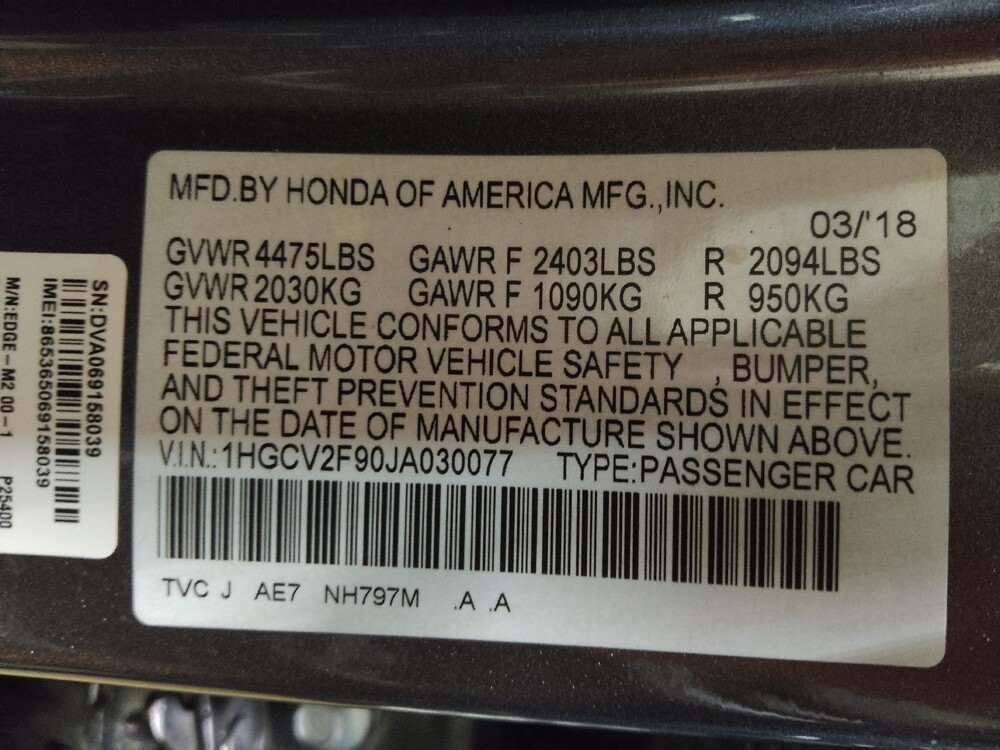 MFD.BY HONDA OF AMERICA MFG.,INC.
03/'18
GVWR 4475LBS GAWR F 2403LBS R 2094LBS
GVWR 2030KG GAWR F 1090KG R 950KG
THIS VEHICLE CONFORMS TO ALL APPLICABLE
FEDERAL MOTOR VEHICLE SAFETY , BUMPER,
AND THEFT PREVENTION STANDARDS IN EFFECT
ON THE DATE OF MANUFACTURE SHOWN ABOVE.
V.I.N.:1HGCV2F90JA030077 TYPE:PASSENGER CAR
TVC J AE7 NH797M .A .A
SN:DVA069158039
IMEI:865365069158039
M/N:EDGE-M2 00-1 P25400